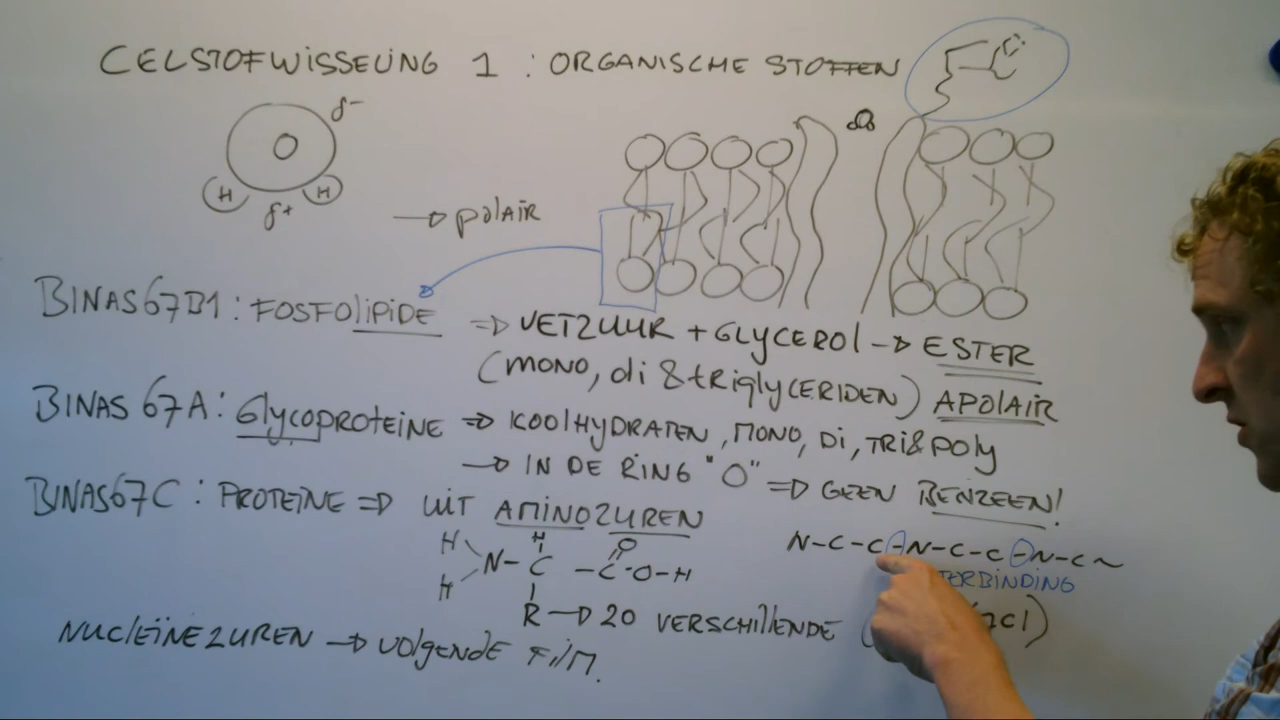 CELSTOFWISSELING 1 : ORGANISCHE STOFFEN
δ-
O
H H
δ+
→ POLAIR
BINAS 67B1 : FOSFOLIPIDE ⇒ VETZUUR + GLYCEROL → ESTER
(MONO, di & tRIGLYCERIDEN) APOLAIR
BINAS 67A : GlycoPROTEINE ⇒ KOOLHYDRATEN, MONO, Di, TRi & POLY
→ IN DE RING "O" ⇒ GEEN BENZEEN!
BINAS 67C : PROTEINE ⇒ UIT AMINOZUREN
N-C-C-N-C-C-N-C~
H H O
N-C-C-O-H
H
R → 20 VERSCHILLENDE
NUCLEÏNEZUREN → VOLGENDE FILM.